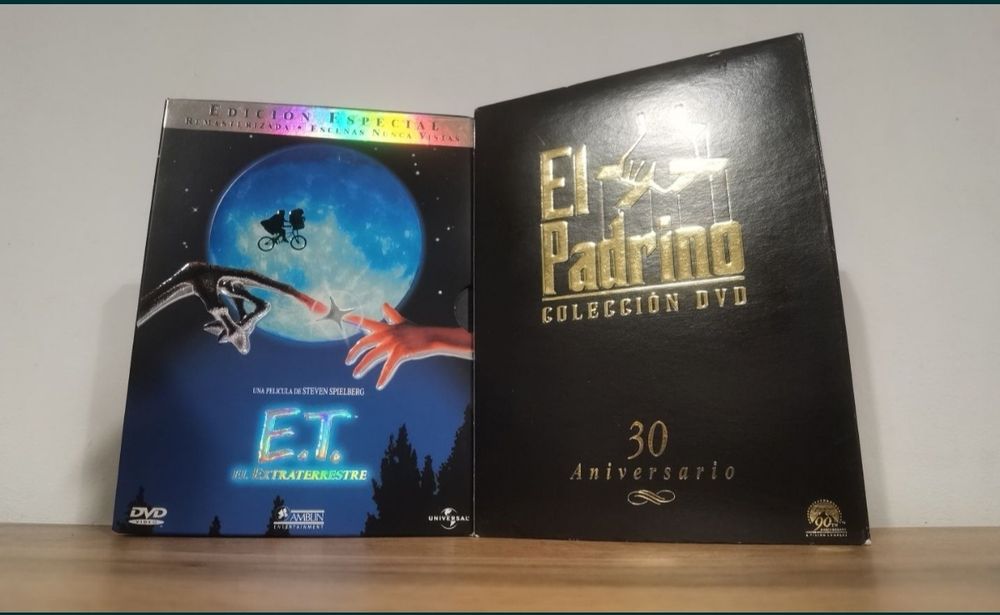 EDICIÓN ESPECIAL
REMASTERIZADA • ESCENAS NUNCA VISTAS
UNA PELICULA DE STEVEN SPIELBERG
E.T.
EL EXTRATERRESTRE
DVD
VIDEO
AMBLIN
ENTERTAINMENT
UNIVERSAL
El
Padrino
COLECCIÓN DVD
30
Aniversario
90